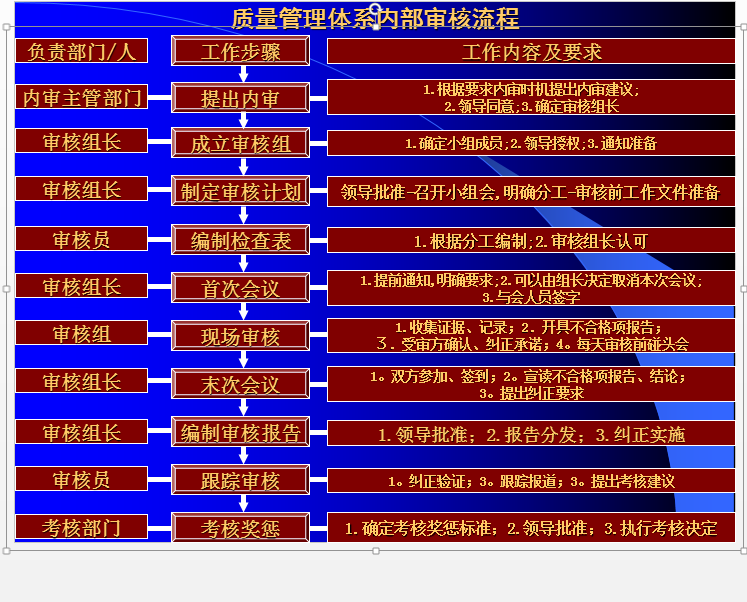 质量管理体系内部审核流程
负责部门/人 工作步骤 工作内容及要求
内审主管部门 提出内审 1.根据要求内审时机提出内审建议;
2.领导同意;3.确定审核组长
审核组长 成立审核组 1.确定小组成员;2.领导授权;3.通知准备
审核组长 制定审核计划 领导批准-召开小组会,明确分工-审核前工作文件准备
审核员 编制检查表 1.根据分工编制;2.审核组长认可
审核组长 首次会议 1.提前通知,明确要求;2.可以由组长决定取消本次会议;
3.与会人员签字
审核组 现场审核 1.收集证据、记录；2．开具不合格项报告；
３．受审方确认、纠正承诺；4。每天审核前碰头会
审核组长 末次会议 1。双方参加、签到；2。宣读不合格项报告、结论；
3。提出纠正要求
审核组长 编制审核报告 1.领导批准；2.报告分发；3.纠正实施
审核员 跟踪审核 1。纠正验证；3。跟踪报道；3。提出考核建议
考核部门 考核奖惩 1.确定考核奖惩标准；2.领导批准；3.执行考核决定